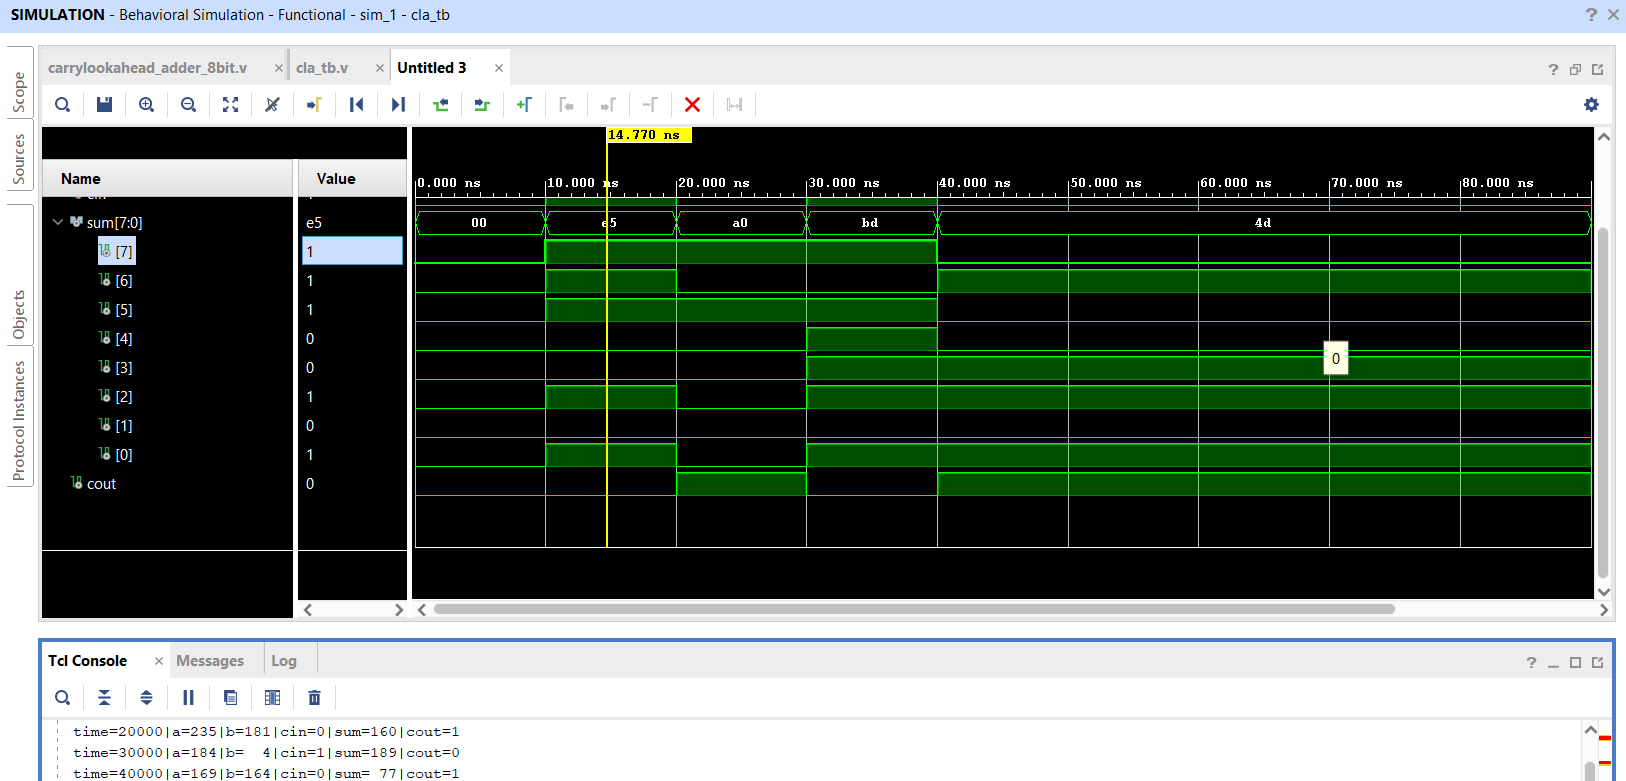 SIMULATION - Behavioral Simulation - Functional - sim_1 - cla_tb
carrylookahead_adder_8bit.v
cla_tb.v
Untitled 3
14.770 ns
Name
Value
0.000 ns
10.000 ns
20.000 ns
30.000 ns
40.000 ns
50.000 ns
60.000 ns
70.000 ns
80.000 ns
sum[7:0]
e5
00
e5
a0
bd
4d
[7]
1
[6]
1
[5]
1
[4]
0
[3]
0
0
[2]
1
[1]
0
[0]
1
cout
0
Scope
Sources
Objects
Protocol Instances
Tcl Console
Messages
Log
time=20000|a=235|b=181|cin=0|sum=160|cout=1
time=30000|a=184|b=  4|cin=1|sum=189|cout=0
time=40000|a=169|b=164|cin=0|sum= 77|cout=1